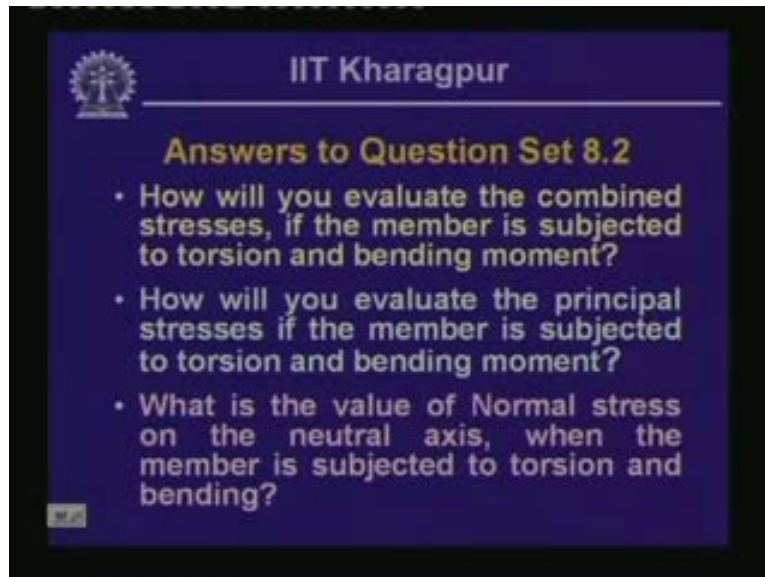 IIT Kharagpur
Answers to Question Set 8.2
• How will you evaluate the combined
stresses, if the member is subjected
to torsion and bending moment?
• How will you evaluate the principal
stresses if the member is subjected
to torsion and bending moment?
• What is the value of Normal stress
on the neutral axis, when the
member is subjected to torsion and
bending?